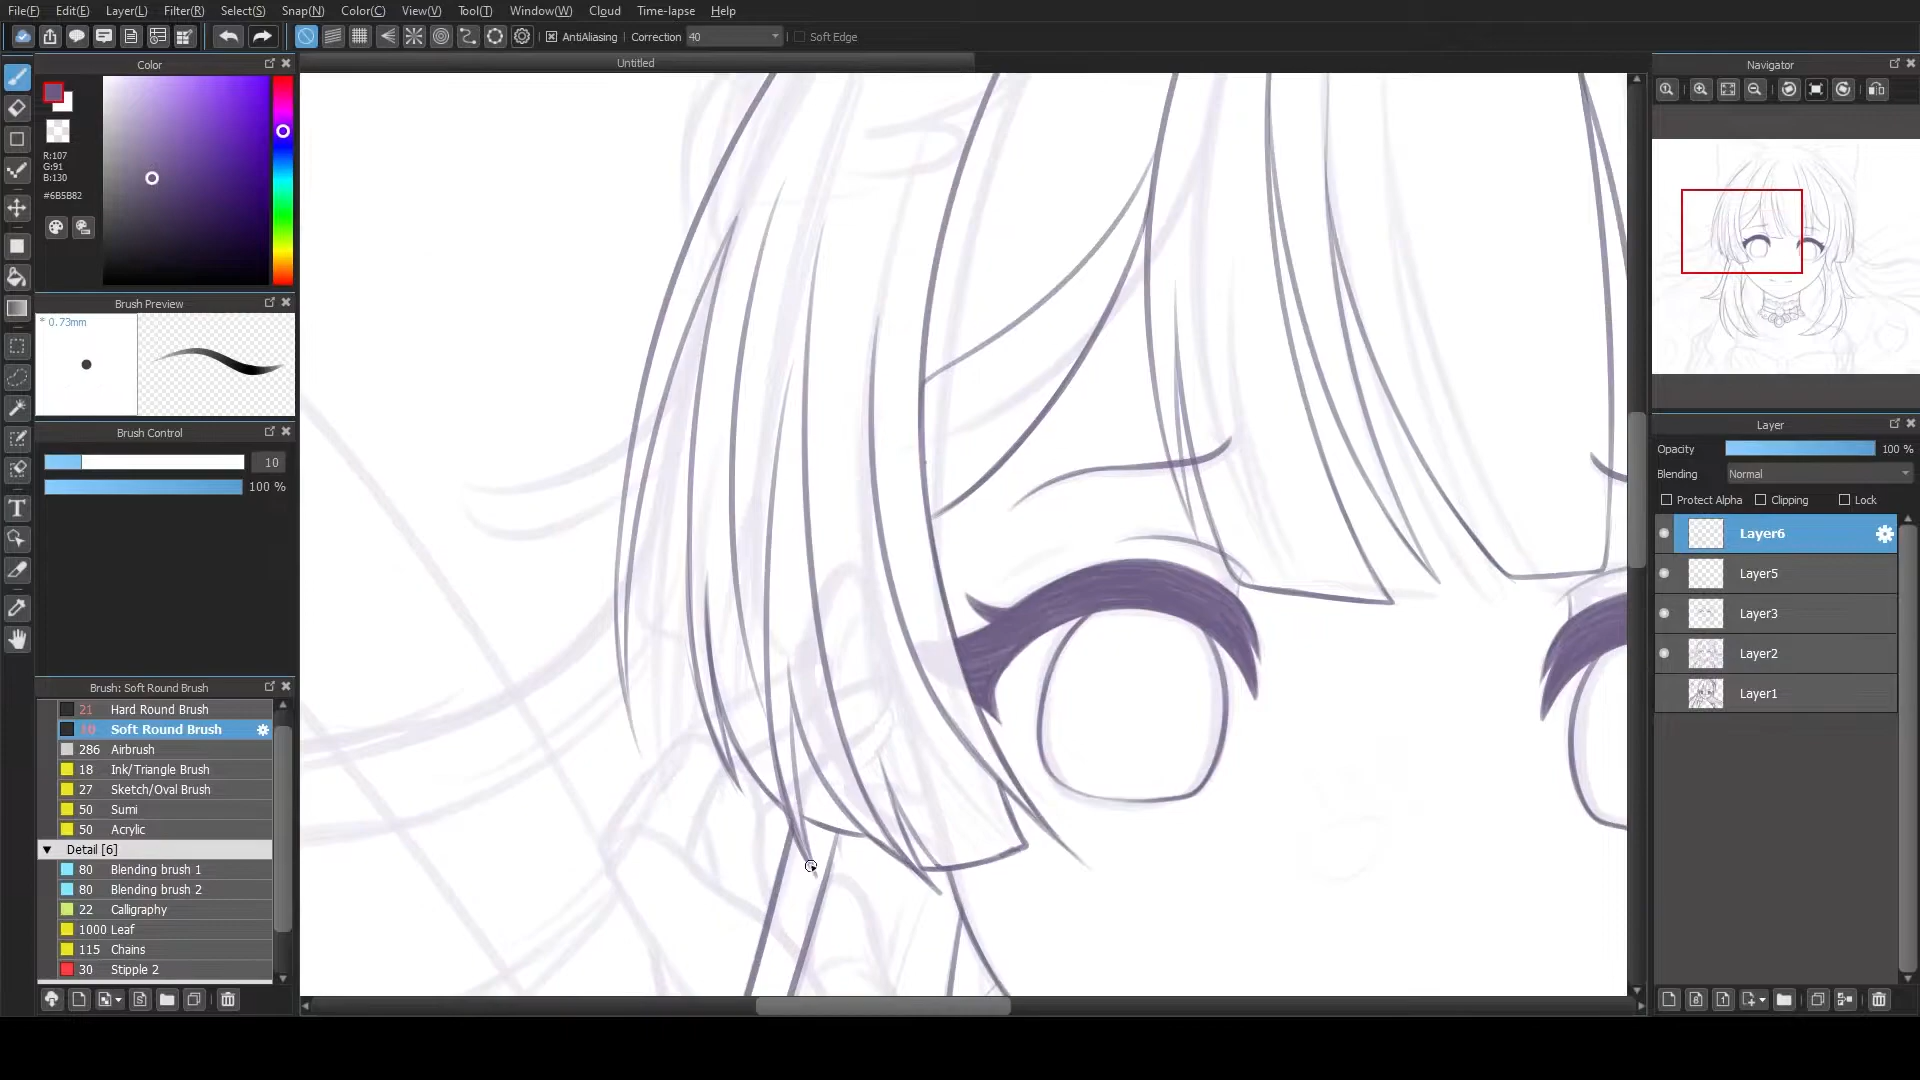 File(F) Edit(E) Layer(L) Filter(R) Select(S) Snap(N) Color(C) View(V) Tool(T) Window(W) Cloud Time-lapse Help
AntiAliasing Correction 40 Soft Edge
Color
Untitled
Navigator
R:107
G:91
B:130
#6B5B82
Brush Preview
* 0.73mm
Brush Control
10
100 %
Brush: Soft Round Brush
21 Hard Round Brush
10 Soft Round Brush
286 Airbrush
18 Ink/Triangle Brush
27 Sketch/Oval Brush
50 Sumi
50 Acrylic
Detail [6]
80 Blending brush 1
80 Blending brush 2
22 Calligraphy
1000 Leaf
115 Chains
30 Stipple 2
Layer
Opacity 100 %
Blending Normal
Protect Alpha Clipping Lock
Layer6
Layer5
Layer3
Layer2
Layer1